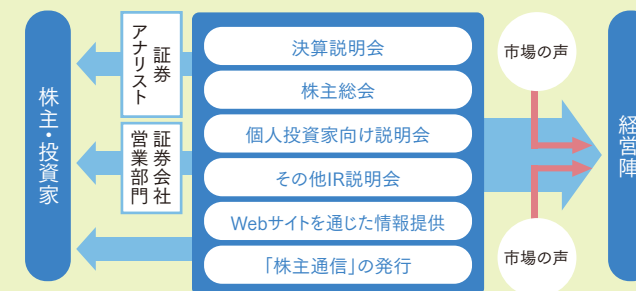 株主・投資家
証券
アナリスト
証券会社
営業部門
決算説明会
株主総会
個人投資家向け説明会
その他IR説明会
Webサイトを通じた情報提供
「株主通信」の発行
市場の声
市場の声
経営陣